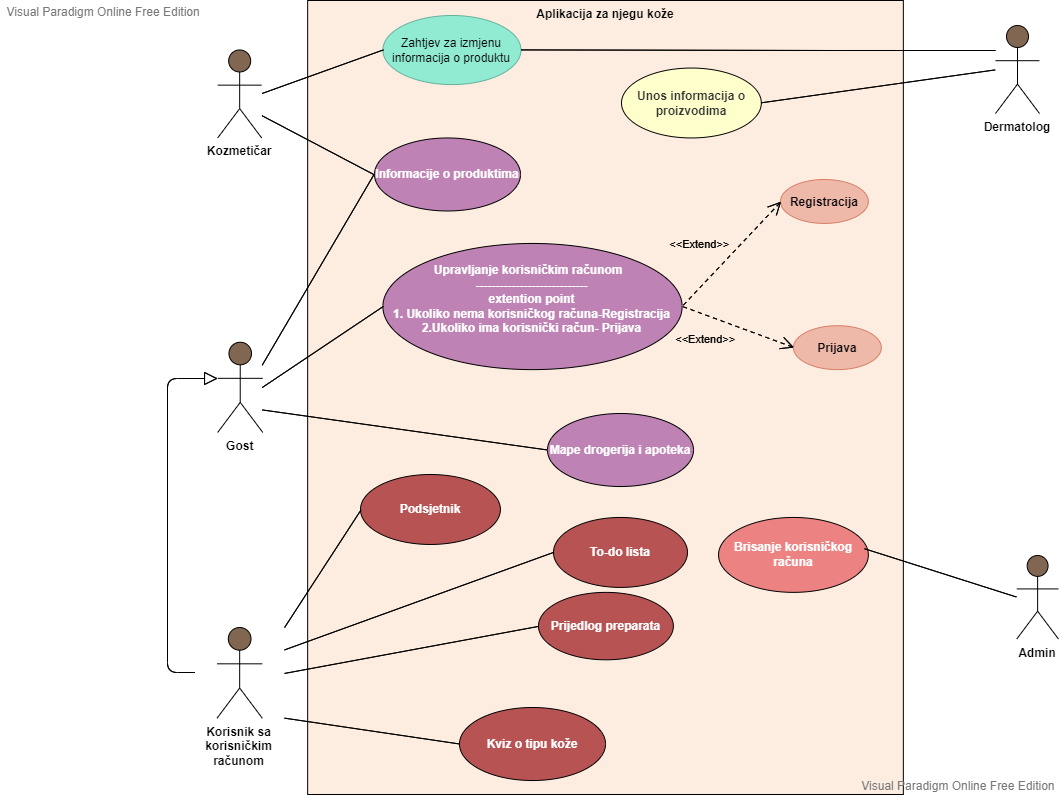 Visual Paradigm Online Free Edition
Aplikacija za njegu kože
Zahtjev za izmjenu
informacija o produktu
Unos informacija o
proizvodima
Kozmetičar
Dermatolog
Informacije o produktima
Registracija
<<Extend>>
Upravljanje korisničkim računom
--------------------------------
extention point
1. Ukoliko nema korisničkog računa-Registracija
2.Ukoliko ima korisnički račun- Prijava
<<Extend>>
Prijava
Gost
Mape drogerija i apoteka
Podsjetnik
To-do lista
Brisanje korisničkog
računa
Prijedlog preparata
Admin
Korisnik sa
korisničkim
računom
Kviz o tipu kože
Visual Paradigm Online Free Edition